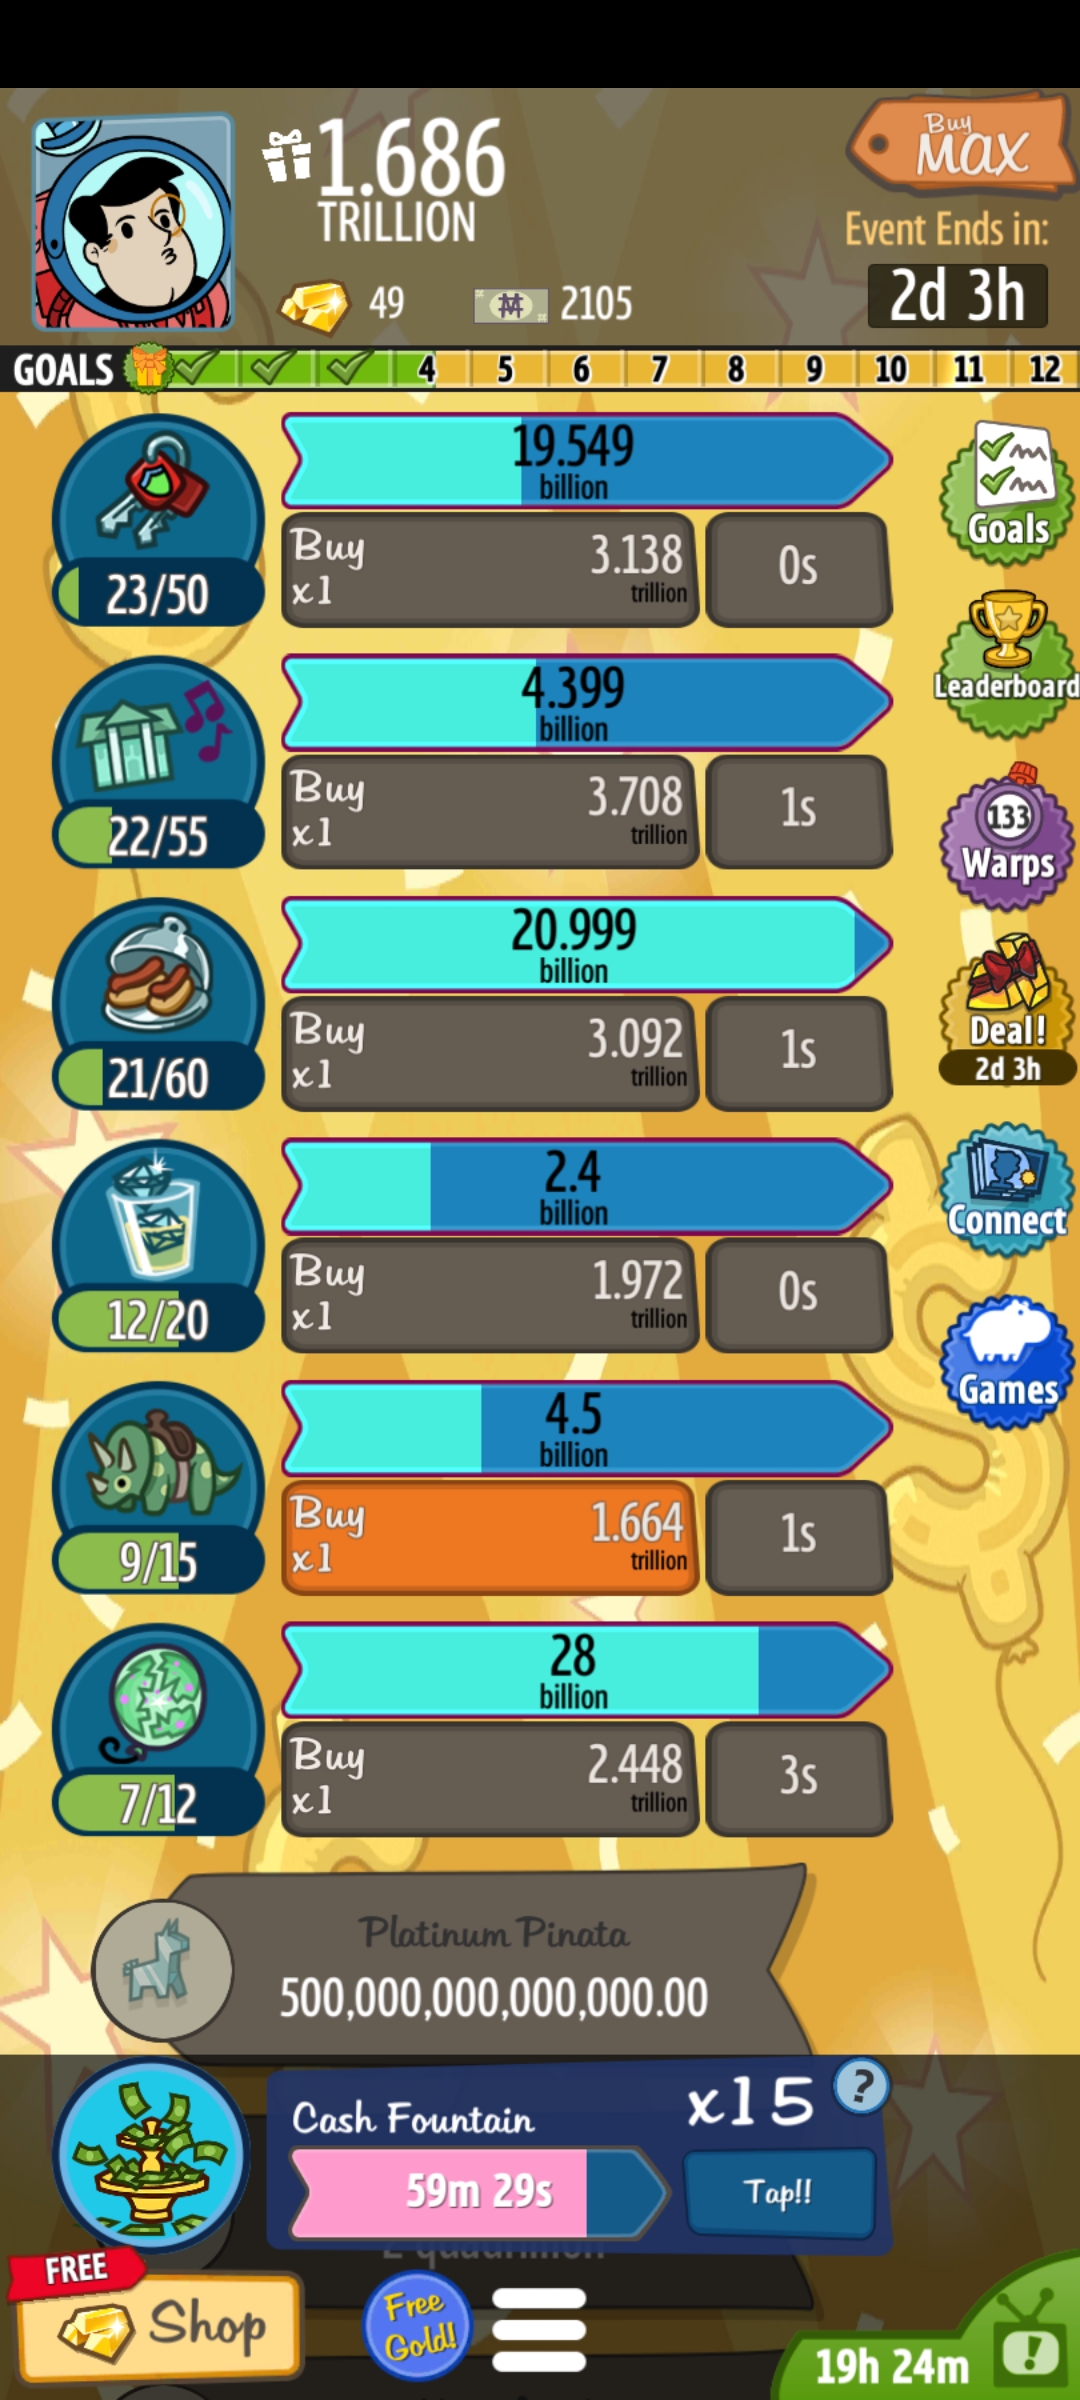 1.686
TRILLION
Buy
MAX
Event Ends in:
49
2105
2d 3h
GOALS 4 5 6 7 8 9 10 11 12
19.549
billion
Buy
x1
3.138
trillion
0s
23/50
Goals
4.399
billion
Leaderboard
Buy
x1
3.708
trillion
1s
22/55
133
Warps
20.999
billion
Buy
x1
3.092
trillion
1s
21/60
Deal!
2d 3h
2.4
billion
Connect
Buy
x1
1.972
trillion
0s
12/20
4.5
billion
Games
Buy
x1
1.664
trillion
1s
9/15
28
billion
Buy
x1
2.448
trillion
3s
7/12
Platinum Pinata
500,000,000,000,000.00
Cash Fountain
x15
?
59m 29s
Tap!!
2 quadrillion
FREE
Shop
Free
Gold!
19h 24m